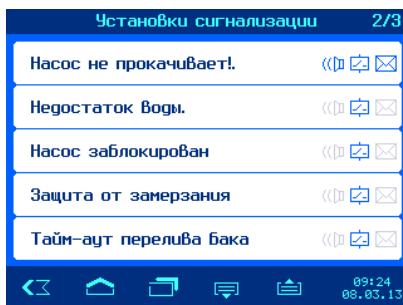 Установки сигнализации 2/3
Насос не прокачивает!.
Недостаток воды.
Насос заблокирован
Защита от замерзания
Тайм-аут перелива бака
09:24
08.03.13